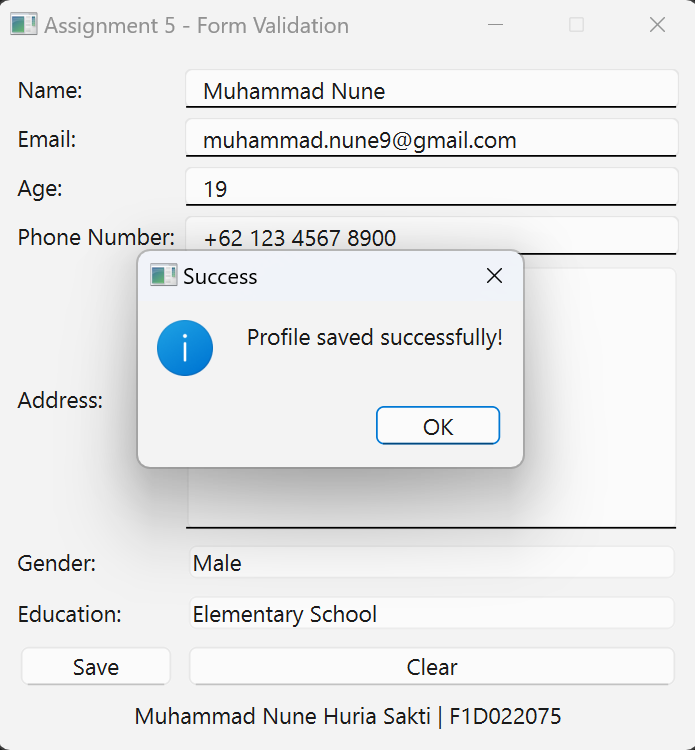 Assignment 5 - Form Validation
Name: Muhammad Nune
Email: muhammad.nune9@gmail.com
Age: 19
Phone Number: +62 123 4567 8900
Success
Profile saved successfully!
OK
Address:
Gender: Male
Education: Elementary School
Save Clear
Muhammad Nune Huria Sakti | F1D022075